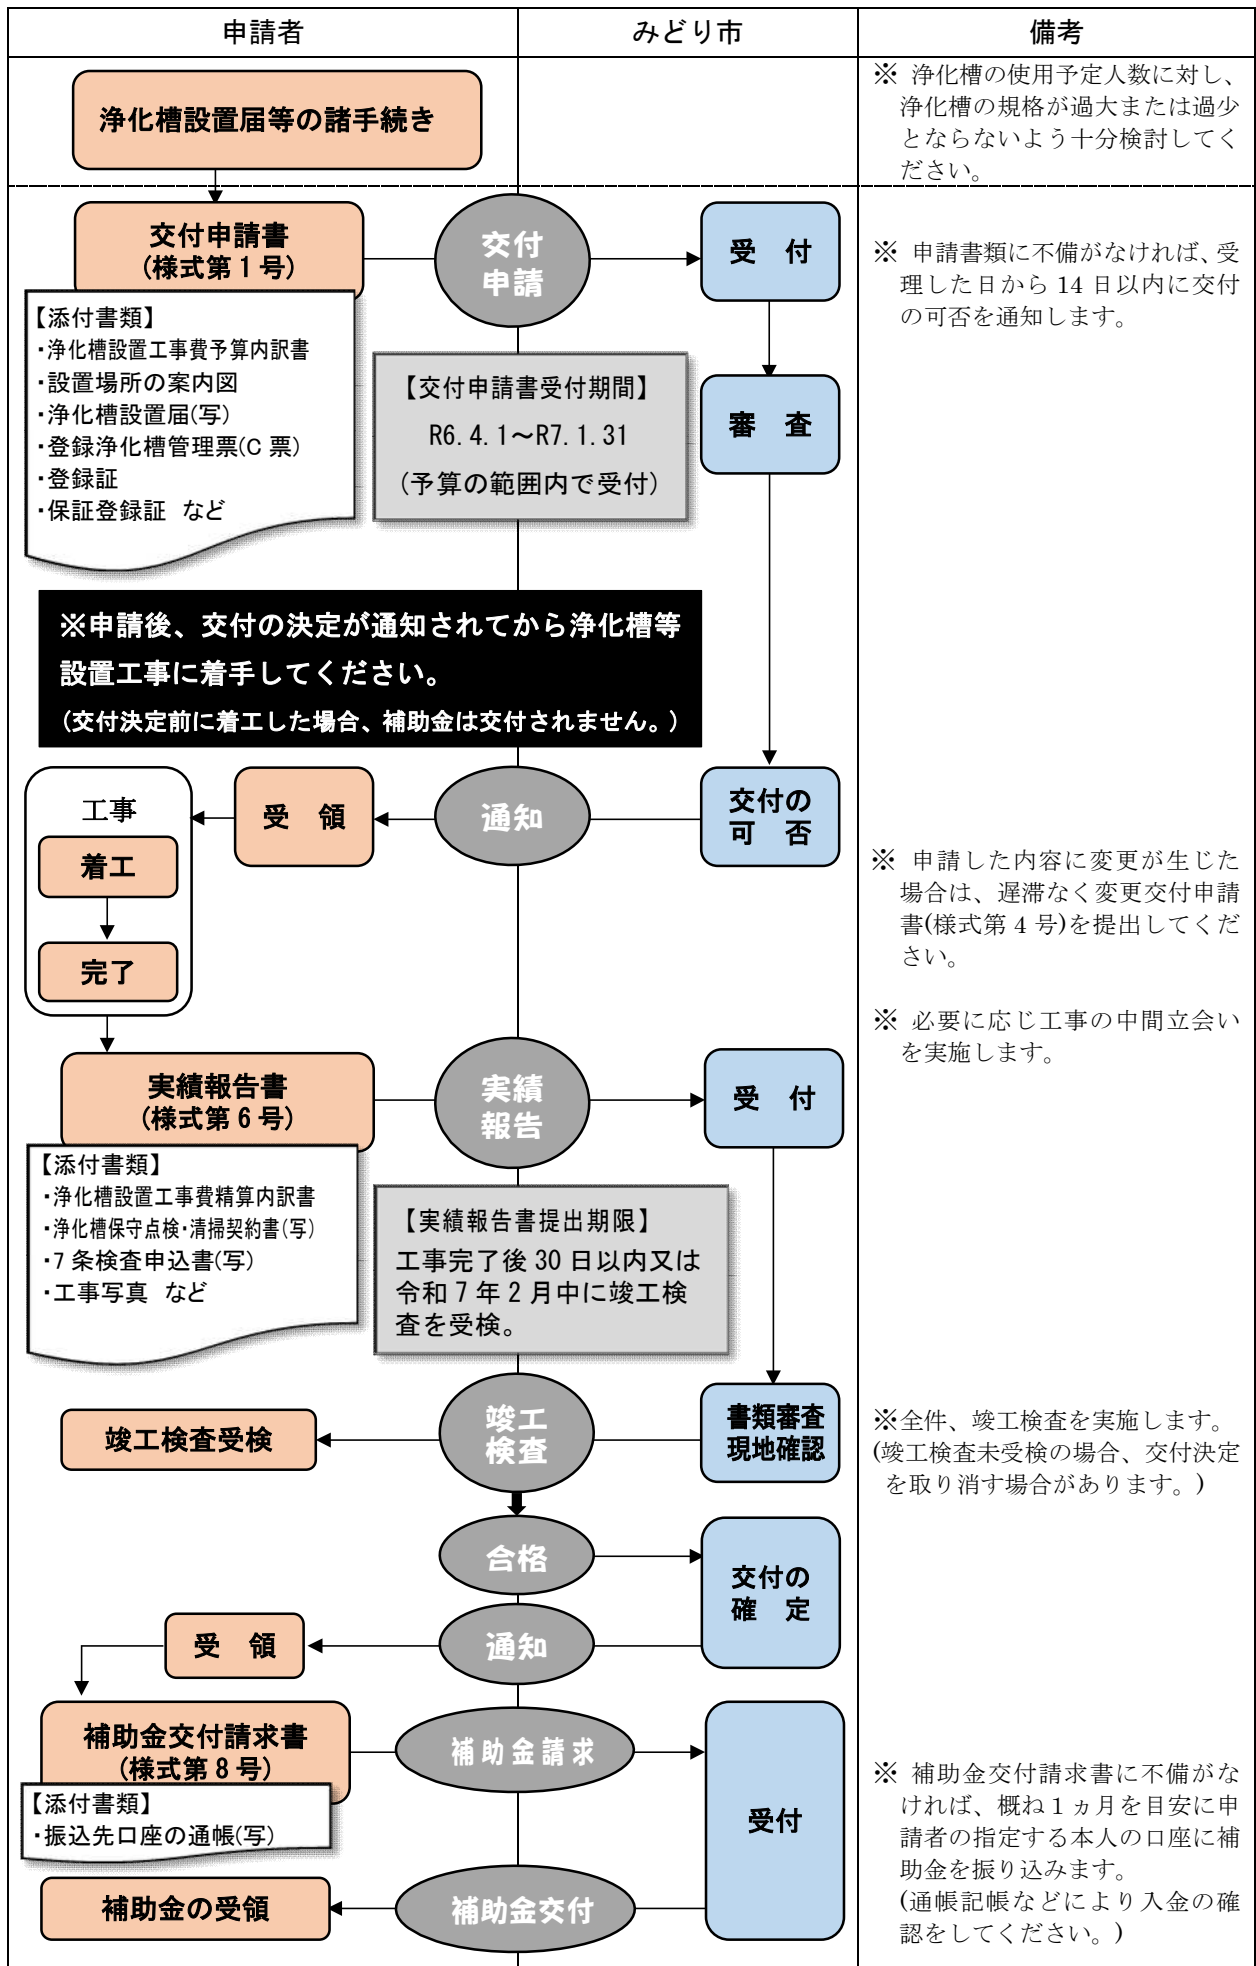 申請者
みどり市
備考
浄化槽設置届等の諸手続き
※ 浄化槽の使用予定人数に対し、
浄化槽の規格が過大または過少
とならないよう十分検討してく
ださい。
交付申請書
(様式第1号)
交付
申請
受 付
※ 申請書類に不備がなければ、受
理した日から 14 日以内に交付
の可否を通知します。
【添付書類】
・浄化槽設置工事費予算内訳書
・設置場所の案内図
・浄化槽設置届(写)
・登録浄化槽管理票(C 票)
・登録証
・保証登録証 など
【交付申請書受付期間】
R6.4.1～R7.1.31
(予算の範囲内で受付)
審 査
※申請後、交付の決定が通知されてから浄化槽等
設置工事に着手してください。
(交付決定前に着工した場合、補助金は交付されません。)
工事
着工
完了
受 領
通知
交付の
可 否
※ 申請した内容に変更が生じた
場合は、遅滞なく変更交付申請
書(様式第 4 号)を提出してくだ
さい。
※ 必要に応じ工事の中間立会い
を実施します。
実績報告書
(様式第6号)
実績
報告
受 付
【添付書類】
・浄化槽設置工事費精算内訳書
・浄化槽保守点検・清掃契約書(写)
・7 条検査申込書(写)
・工事写真 など
【実績報告書提出期限】
工事完了後 30 日以内又は
令和 7 年 2 月中に竣工検
査を受検。
竣工検査受検
竣工
検査
書類審査
現地確認
※全件、竣工検査を実施します。
(竣工検査未受検の場合、交付決定
を取り消す場合があります。)
合格
交付の
確 定
受 領
通知
補助金交付請求書
(様式第8号)
補助金請求
受付
【添付書類】
・振込先口座の通帳(写)
※ 補助金交付請求書に不備がな
ければ、概ね 1 ヵ月を目安に申
請者の指定する本人の口座に補
助金を振り込みます。
(通帳記帳などにより入金の確
認をしてください。)
補助金の受領
補助金交付